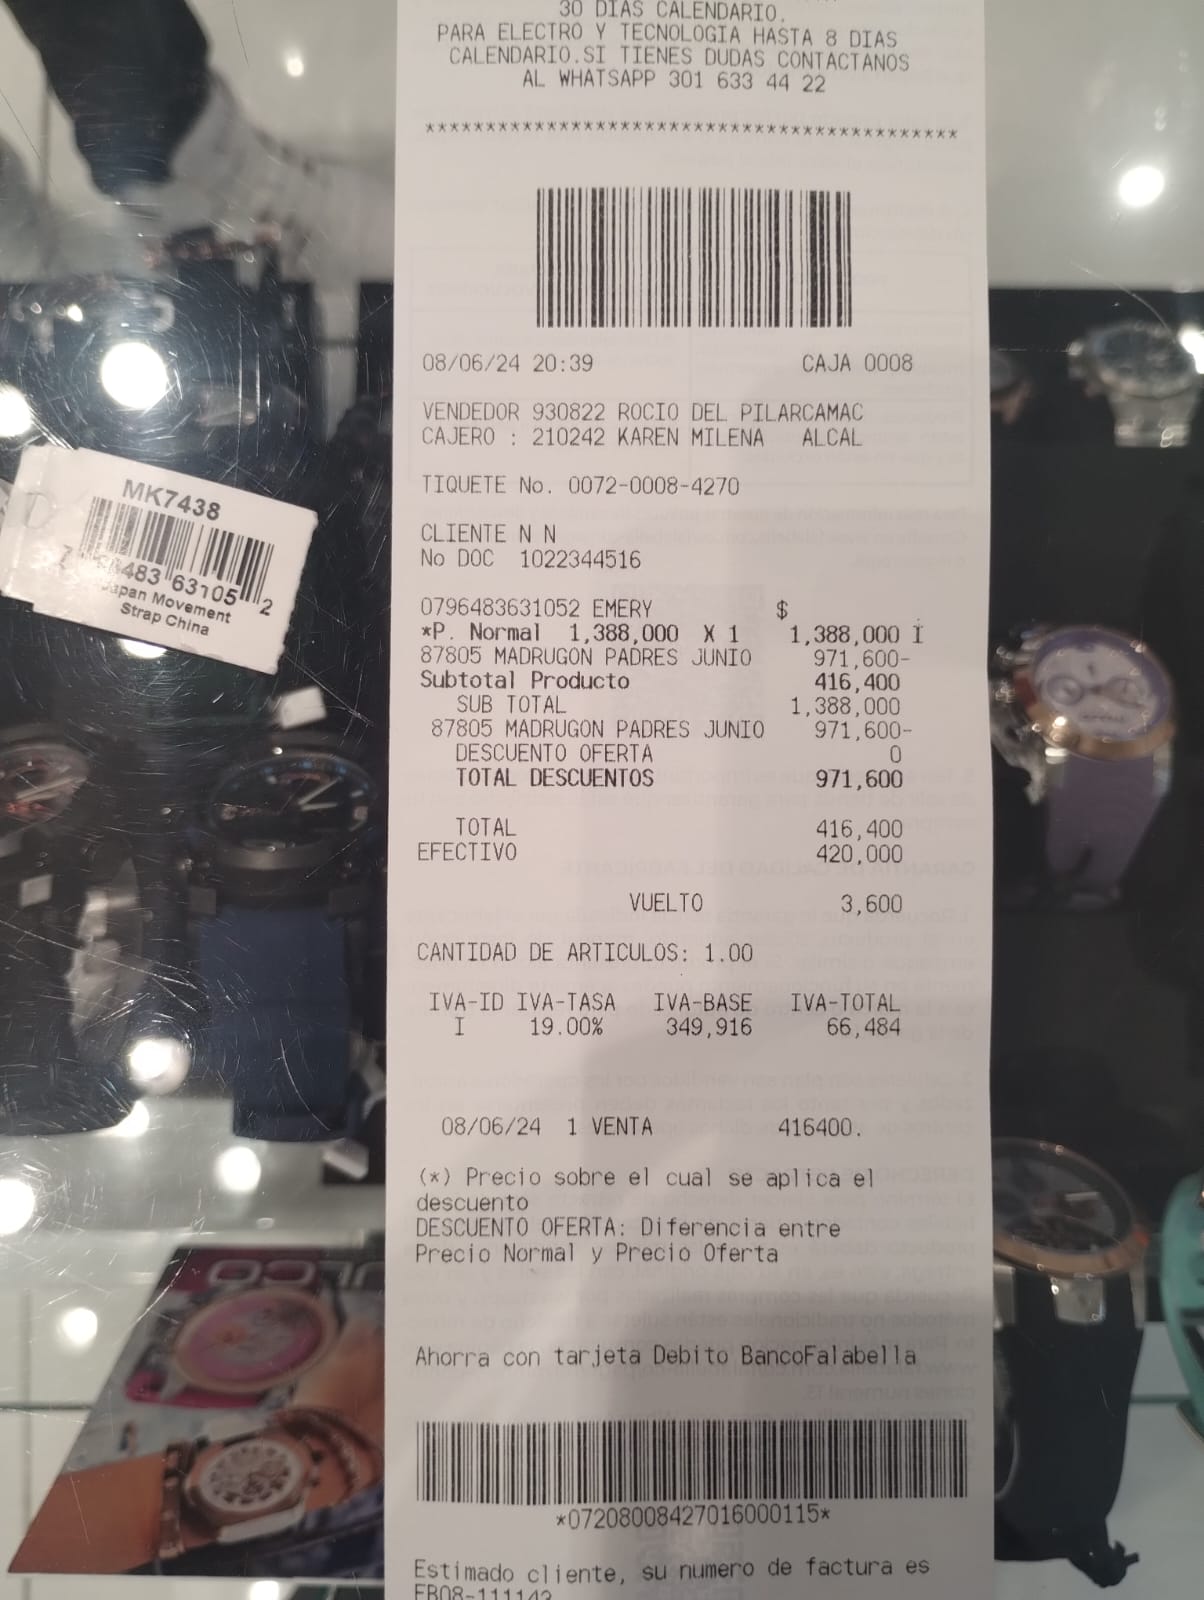 30 DIAS CALENDARIO.
PARA ELECTRO Y TECNOLOGIA HASTA 8 DIAS
CALENDARIO.SI TIENES DUDAS CONTACTANOS
AL WHATSAPP 301 633 44 22
********************************************
08/06/24 20:39 CAJA 0008
VENDEDOR 930822 ROCIO DEL PILARCAMAC
CAJERO : 210242 KAREN MILENA ALCAL
TIQUETE No. 0072-0008-4270
CLIENTE N N
No DOC 1022344516
0796483631052 EMERY $
*P. Normal 1,388,000 X 1 1,388,000 I
87805 MADRUGON PADRES JUNIO 971,600-
Subtotal Producto 416,400
SUB TOTAL 1,388,000
87805 MADRUGON PADRES JUNIO 971,600-
DESCUENTO OFERTA 0
TOTAL DESCUENTOS 971,600
TOTAL 416,400
EFECTIVO 420,000
VUELTO 3,600
CANTIDAD DE ARTICULOS: 1.00
IVA-ID IVA-TASA IVA-BASE IVA-TOTAL
I 19.00% 349,916 66,484
08/06/24 1 VENTA 416400.
(*) Precio sobre el cual se aplica el
descuento
DESCUENTO OFERTA: Diferencia entre
Precio Normal y Precio Oferta
Ahorra con tarjeta Debito BancoFalabella
*07208008427016000115*
Estimado cliente, su numero de factura es
FB08-111142
MK7438
483 63105 2
Japan Movement
Strap China